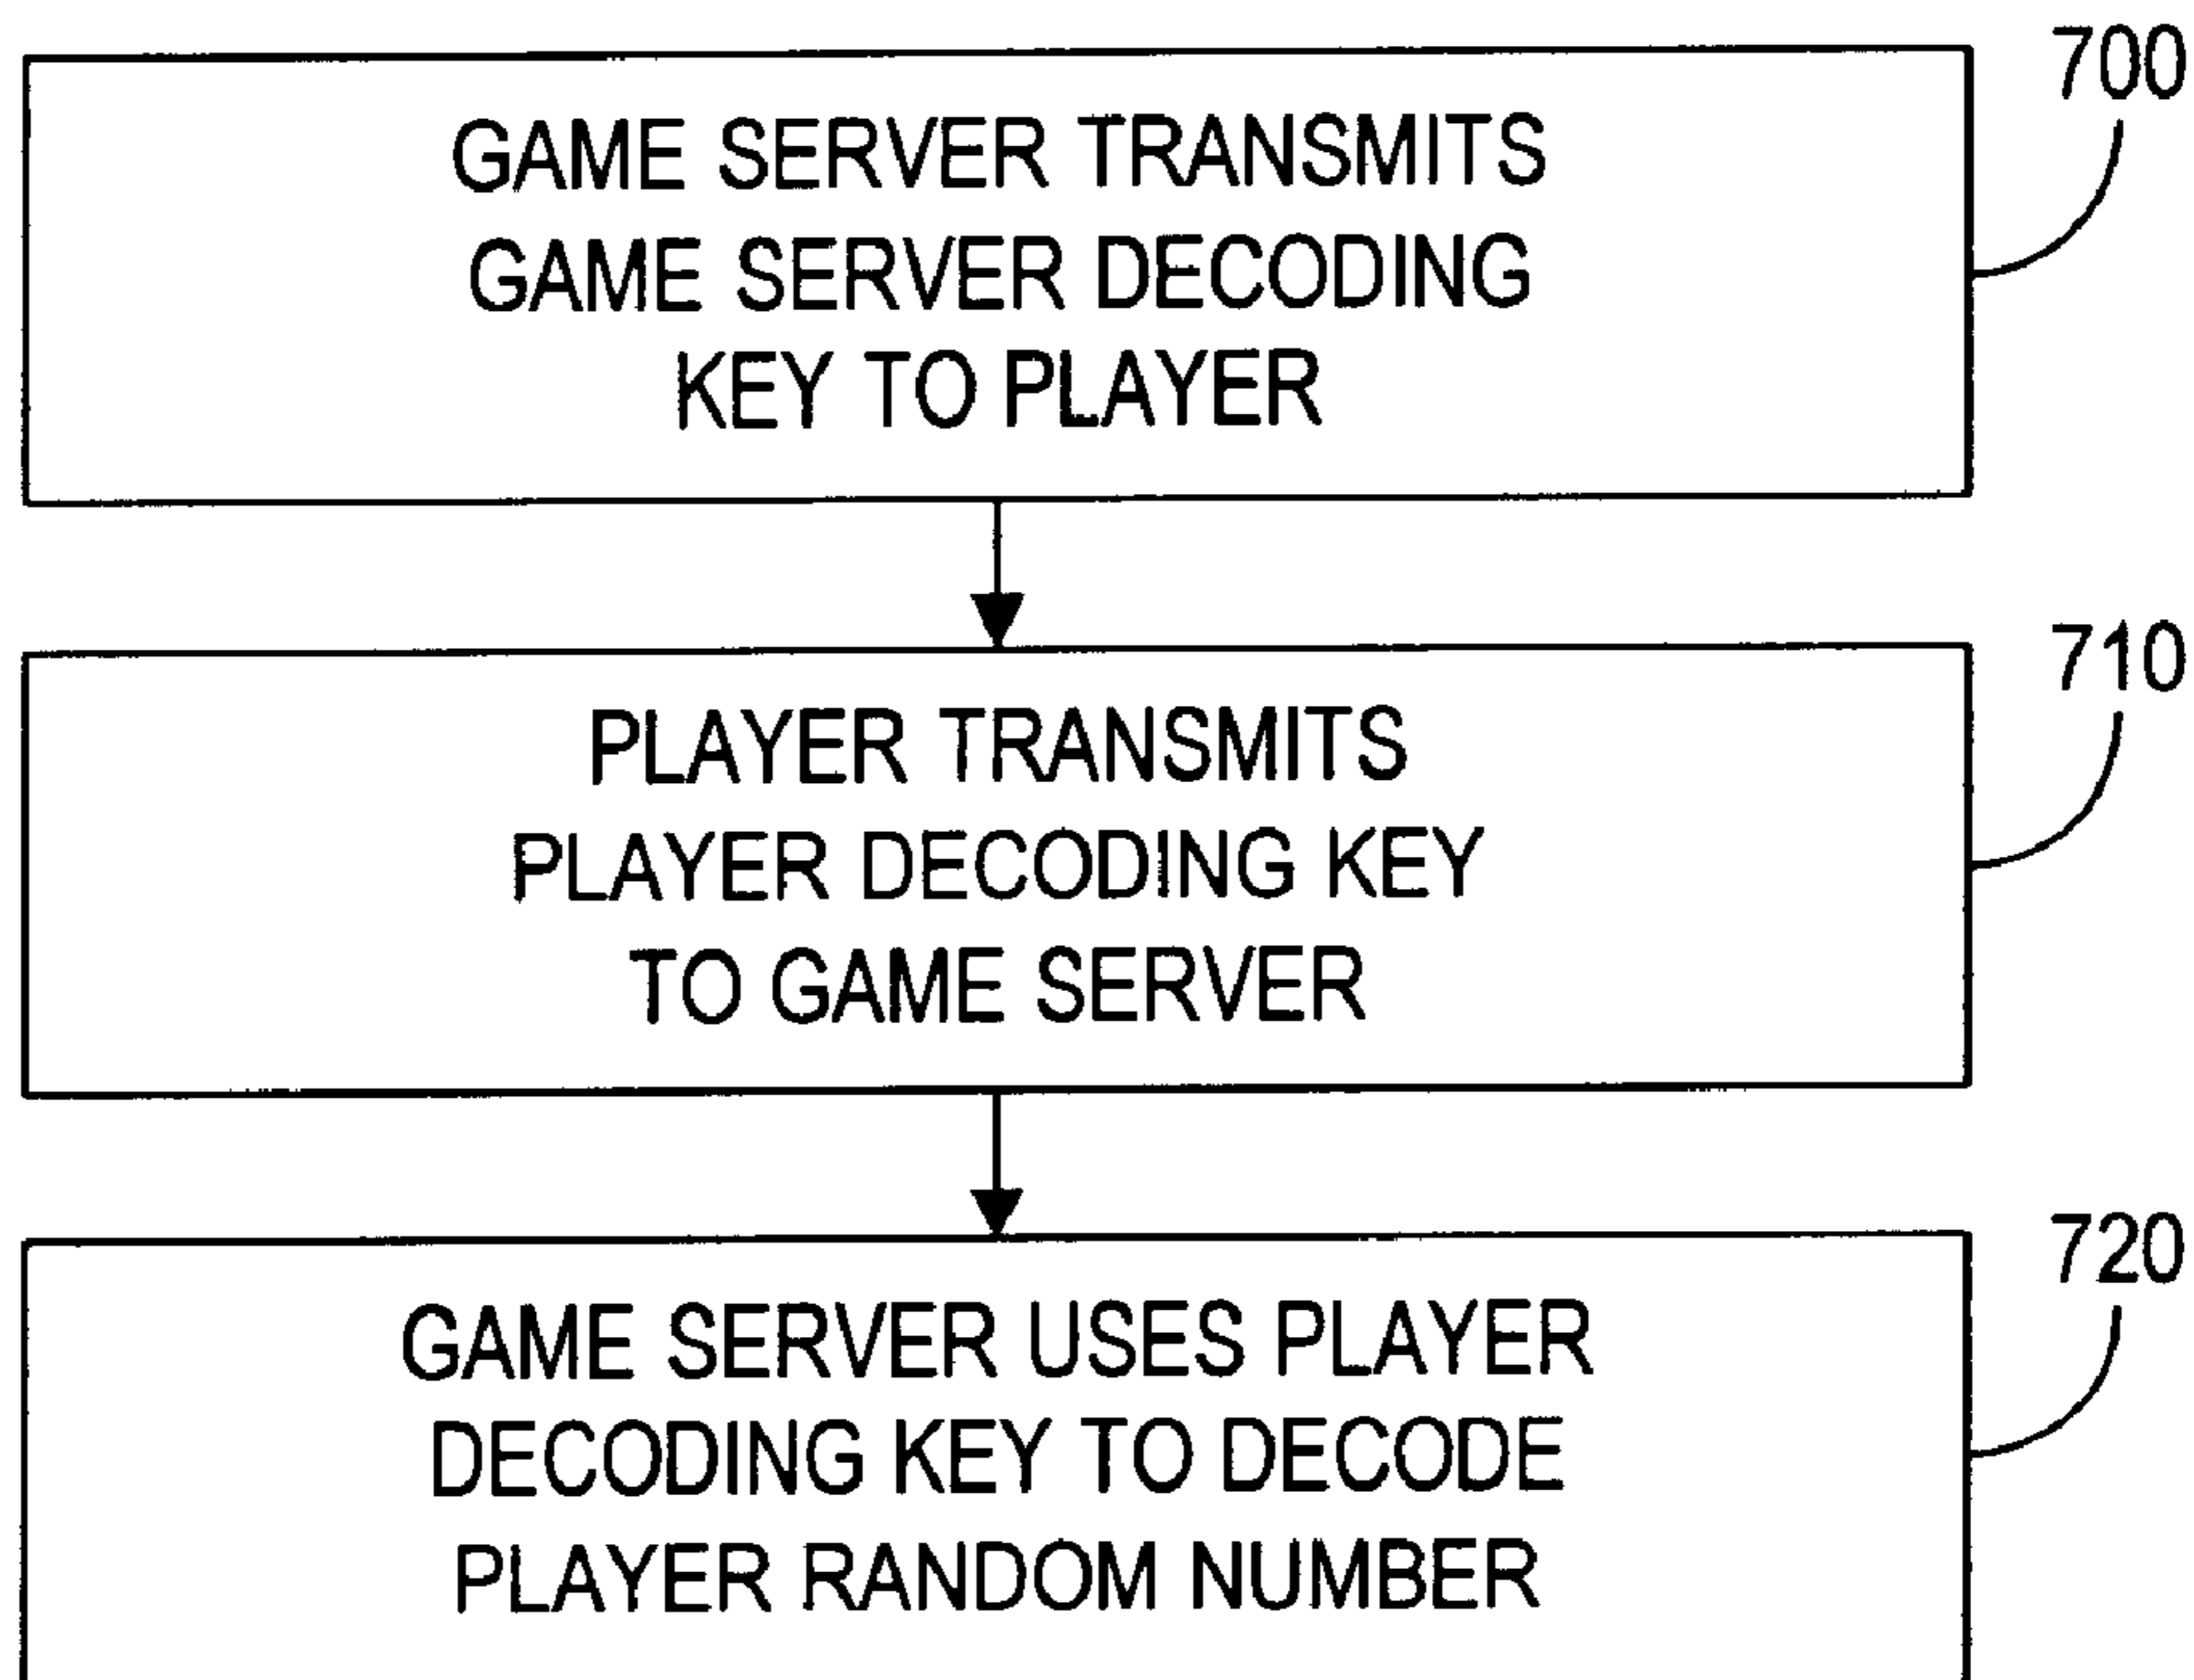 700
GAME SERVER TRANSMITS
GAME SERVER DECODING
KEY TO PLAYER
710
PLAYER TRANSMITS
PLAYER DECODING KEY
TO GAME SERVER
720
GAME SERVER USES PLAYER
DECODING KEY TO DECODE
PLAYER RANDOM NUMBER